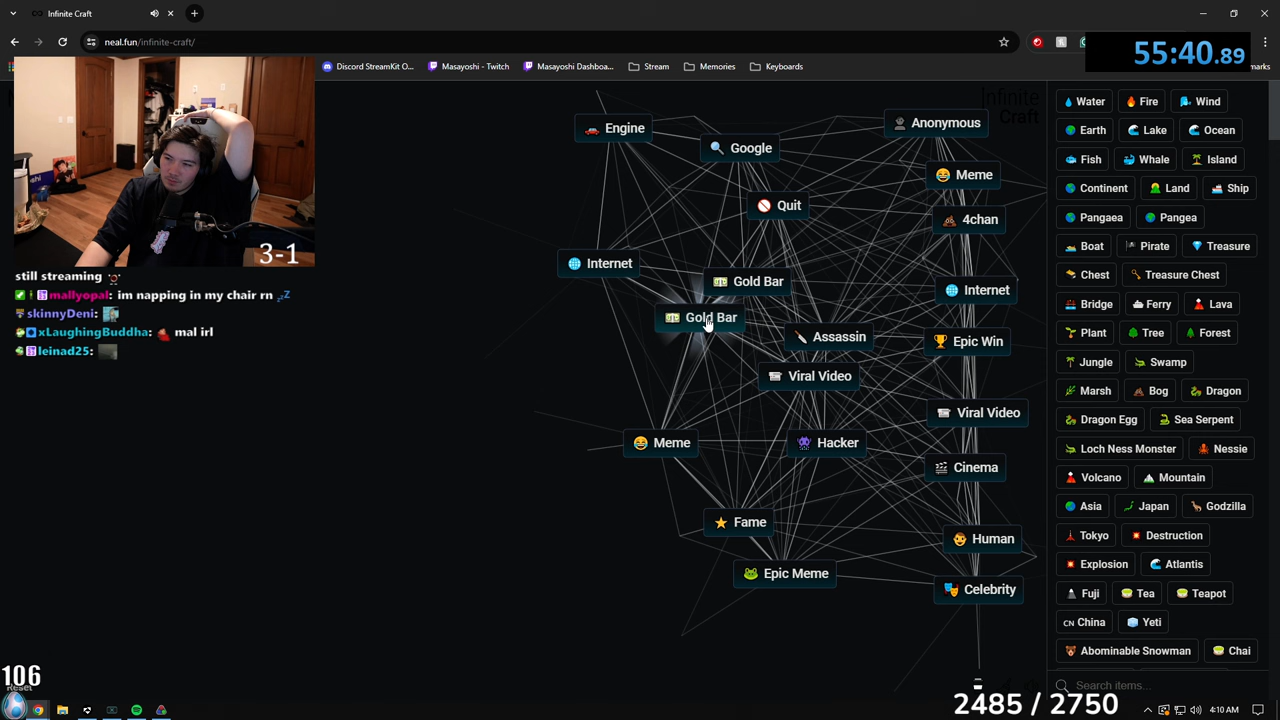 Infinite Craft
neal.fun/infinite-craft/
55:40.89
Discord StreamKit O...
Masayoshi - Twitch
Masayoshi Dashboa...
Stream
Memories
Keyboards
3-1
still streaming
mallyopal: im napping in my chair rn
skinnyDeni:
xLaughingBuddha: mal irl
leinad25:
Infinite
Craft
Engine
Google
Anonymous
Meme
Quit
4chan
Internet
Gold Bar
Internet
Gold Bar
Assassin
Epic Win
Viral Video
Viral Video
Meme
Hacker
Cinema
Fame
Human
Epic Meme
Celebrity
Water Fire Wind
Earth Lake Ocean
Fish Whale Island
Continent Land Ship
Pangaea Pangea
Boat Pirate Treasure
Chest Treasure Chest
Bridge Ferry Lava
Plant Tree Forest
Jungle Swamp
Marsh Bog Dragon
Dragon Egg Sea Serpent
Loch Ness Monster Nessie
Volcano Mountain
Asia Japan Godzilla
Tokyo Destruction
Explosion Atlantis
Fuji Tea Teapot
CN China Yeti
Abominable Snowman Chai
Search items...
106
Reset
2485 / 2750
4:10 AM